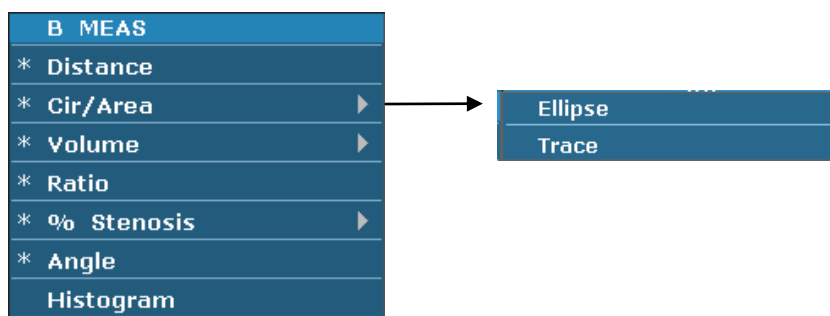 B MEAS
* Distance
* Cir/Area
* Volume
* Ratio
* % Stenosis
* Angle
Histogram
Ellipse
Trace